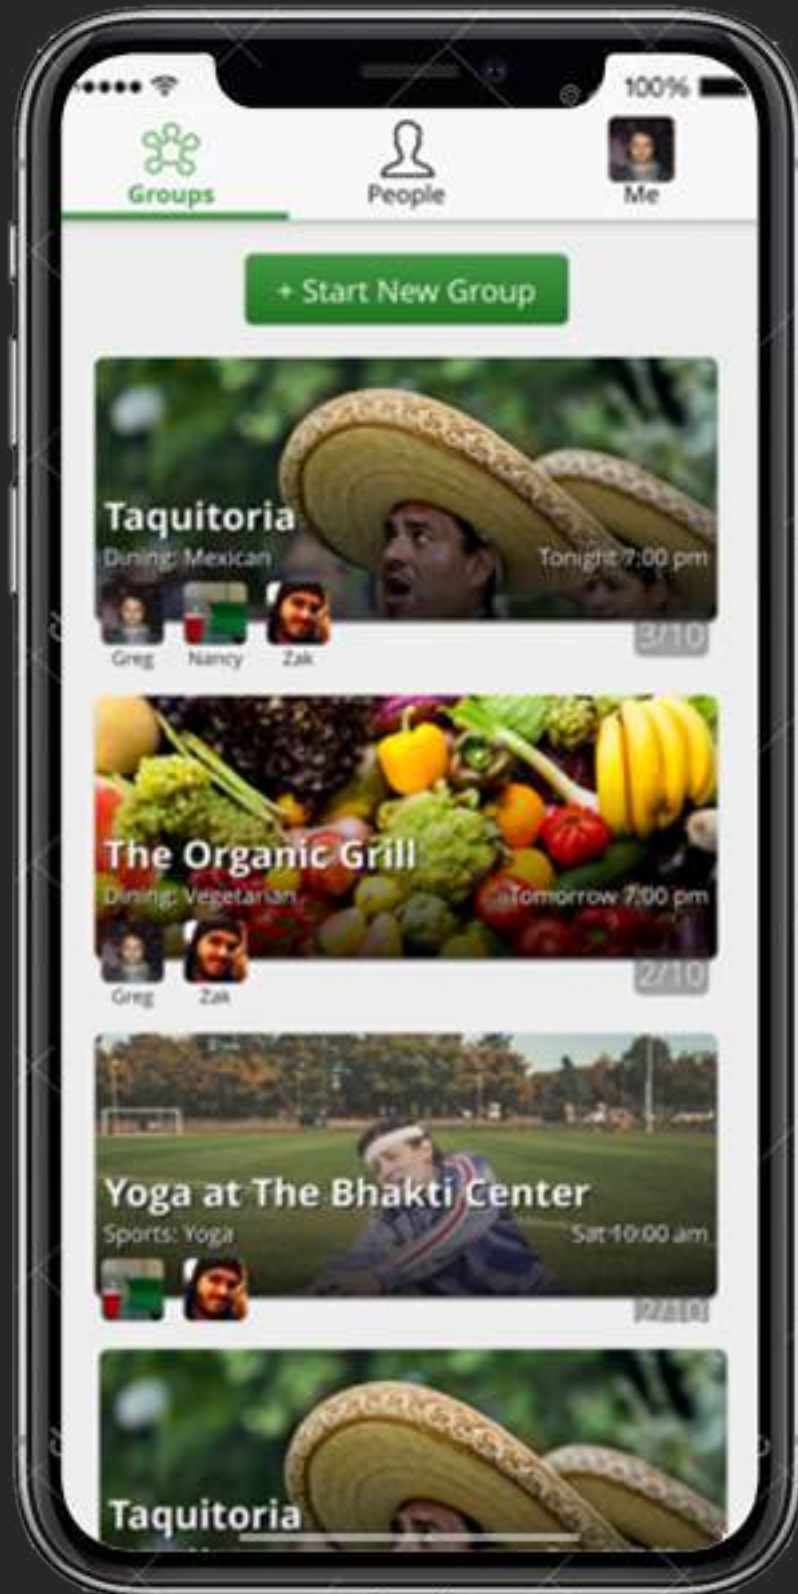 100%
Groups
People
Me
+ Start New Group
Taquitoria
Dining: Mexican
Tonight 7:00 pm
Greg
Nancy
Zak
3/10
The Organic Grill
Dining: Vegetarian
Tomorrow 7:00 pm
Greg
Zak
2/10
Yoga at The Bhakti Center
Sports: Yoga
Sat 10:00 am
2/10
Taquitoria